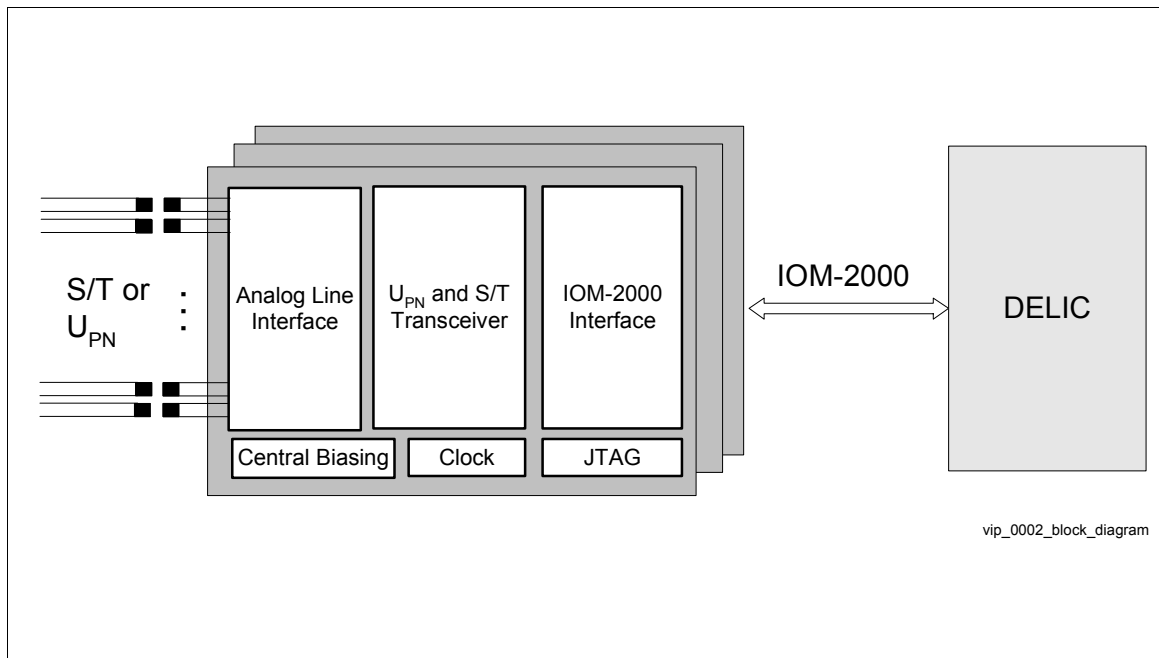 S/T or
U_PN
Analog Line
Interface
U_PN and S/T
Transceiver
IOM-2000
Interface
Central Biasing
Clock
JTAG
IOM-2000
DELIC
vip_0002_block_diagram